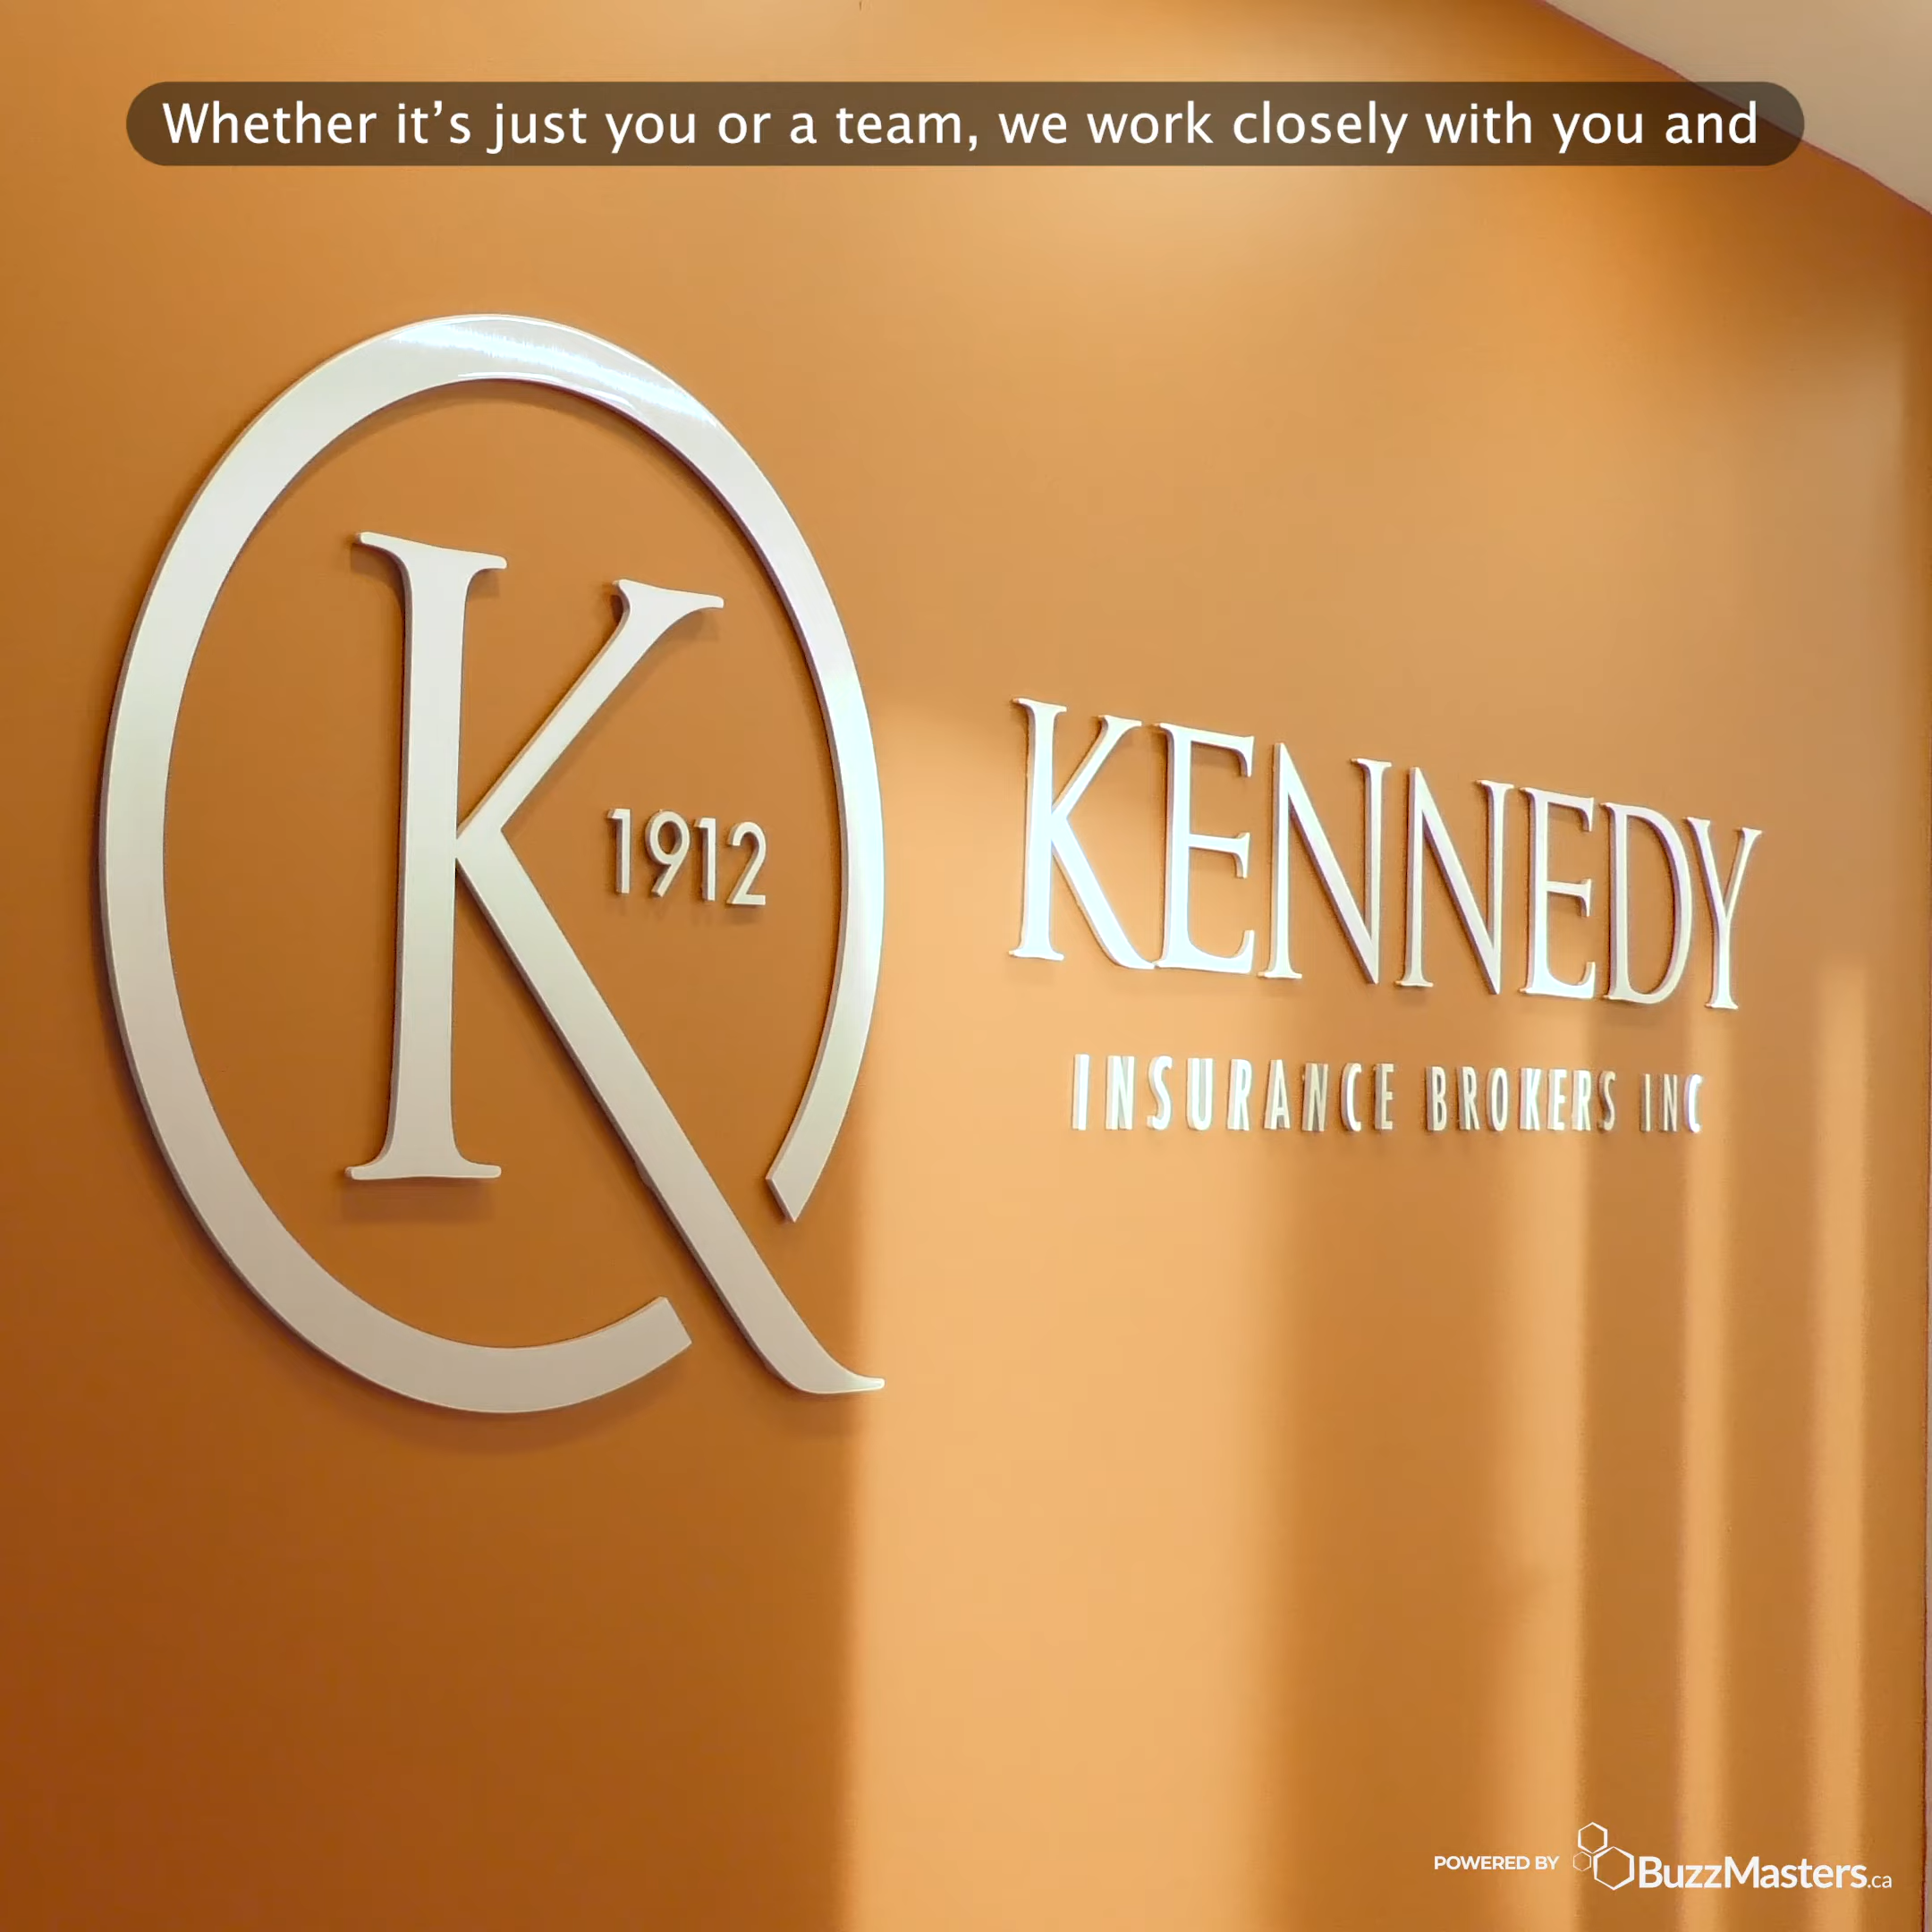 Whether it’s just you or a team, we work closely with you and
K
1912
KENNEDY
INSURANCE BROKERS INC
POWERED BY BuzzMasters.ca